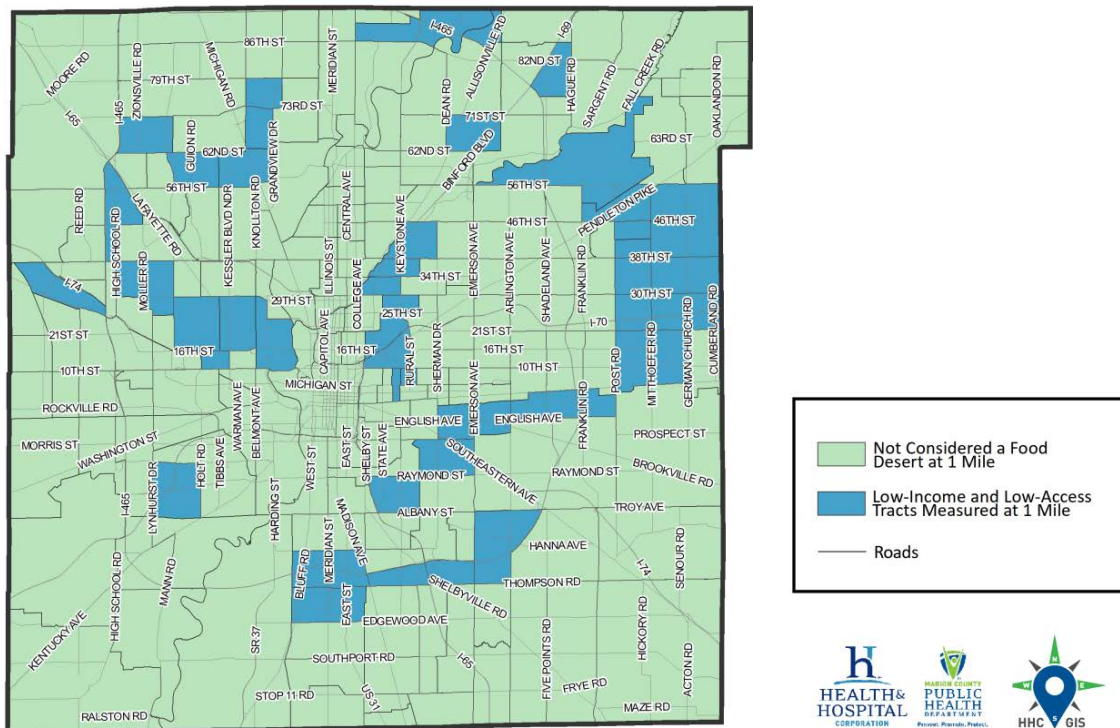 I-465
ALLISONVILLE RD
I-69
86TH ST
MERIDIAN ST
MOORE RD
ZIONSVILLE RD
MICHIGAN RD
79TH ST
82ND ST
HAGUE RD
SARGENT RD
FALL CREEK RD
OAKLANDON RD
I-65
I-465
73RD ST
DEAN RD
71ST ST
GUION RD
62ND ST
GRANDVIEW DR
62ND ST
BINFORD BLVD
63RD ST
56TH ST
KESSLER BLVD NDR
KNOLLTON RD
CENTRAL AVE
56TH ST
PENDLETON PIKE
REED RD
HIGH SCHOOL RD
LAFAYETTE RD
KEYSTONE AVE
46TH ST
46TH ST
I-74
MOLLER RD
ILLINOIS ST
COLLEGE AVE
34TH ST
EMERSON AVE
ARLINGTON AVE
SHADELAND AVE
FRANKLIN RD
38TH ST
29TH ST
25TH ST
30TH ST
21ST ST
16TH ST
CAPITOL AVE
16TH ST
RURAL ST
SHERMAN DR
21ST ST
I-70
16TH ST
10TH ST
MICHIGAN ST
10TH ST
POST RD
MITTHOEFER RD
GERMAN CHURCH RD
CUMBERLAND RD
ROCKVILLE RD
WARMAN AVE
BELMONT AVE
ENGLISH AVE
EMERSON AVE
ENGLISH AVE
FRANKLIN RD
MORRIS ST
WASHINGTON ST
PROSPECT ST
HOLT RD
TIBBS AVE
WEST ST
EAST ST
SHELBY ST
STATE AVE
RAYMOND ST
SOUTHEASTERN AVE
RAYMOND ST
BROOKVILLE RD
I-465
LYNHURST DR
HARDING ST
MADISON AVE
ALBANY ST
TROY AVE
HIGH SCHOOL RD
MANN RD
BLUFF RD
MERIDIAN ST
HANNA AVE
I-74
SENOUR RD
EAST ST
SHELBYVILLE RD
THOMPSON RD
KENTUCKY AVE
SR 37
EDGEWOOD AVE
SOUTHPORT RD
I-65
FIVE POINTS RD
HICKORY RD
ACTON RD
STOP 11 RD
US 31
FRYE RD
RALSTON RD
MAZE RD
Not Considered a Food
Desert at 1 Mile
Low-Income and Low-Access
Tracts Measured at 1 Mile
Roads
h
HEALTH&
HOSPITAL
CORPORATION
MARION COUNTY
PUBLIC
HEALTH
DEPARTMENT
Prevent. Promote. Protect.
N
W
E
S
HHC GIS